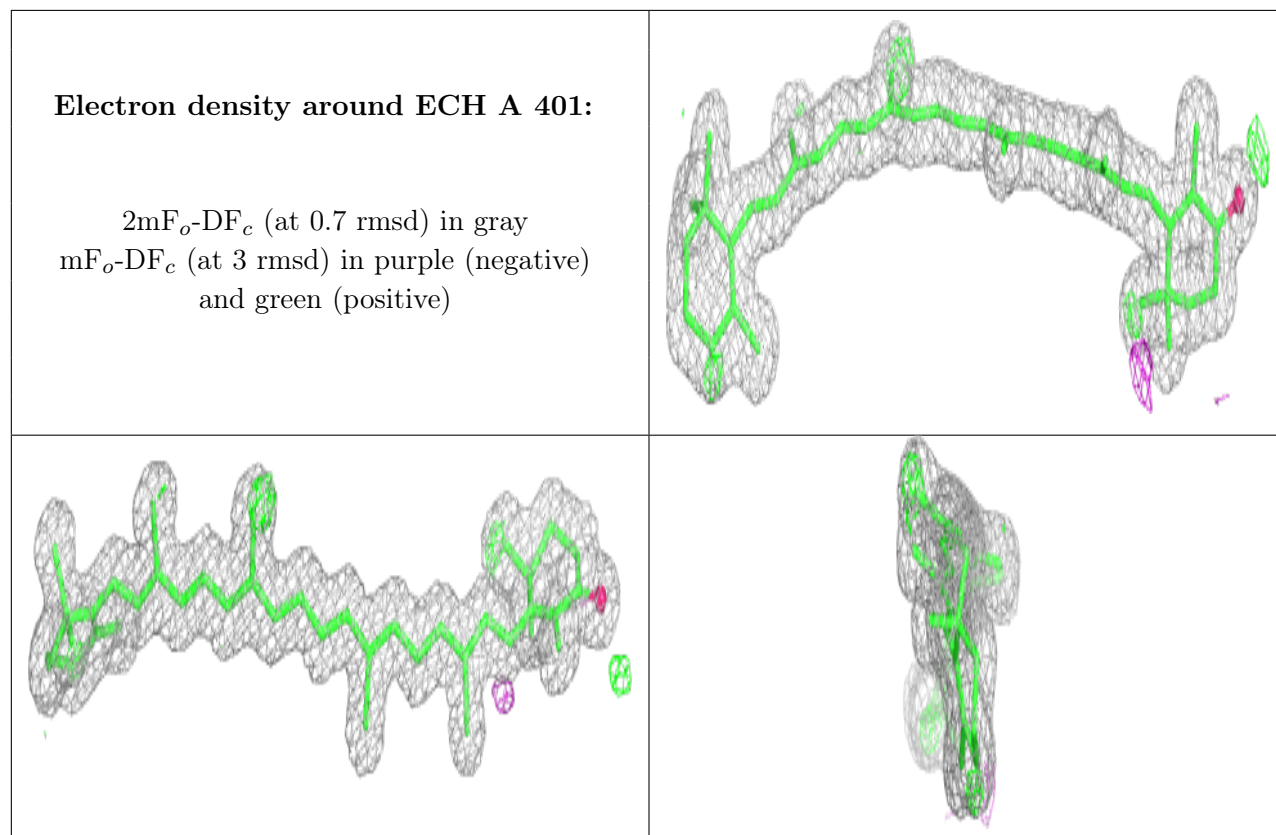 Electron density around ECH A 401:
2mFo-DFc (at 0.7 rmsd) in gray
mFo-DFc (at 3 rmsd) in purple (negative)
and green (positive)